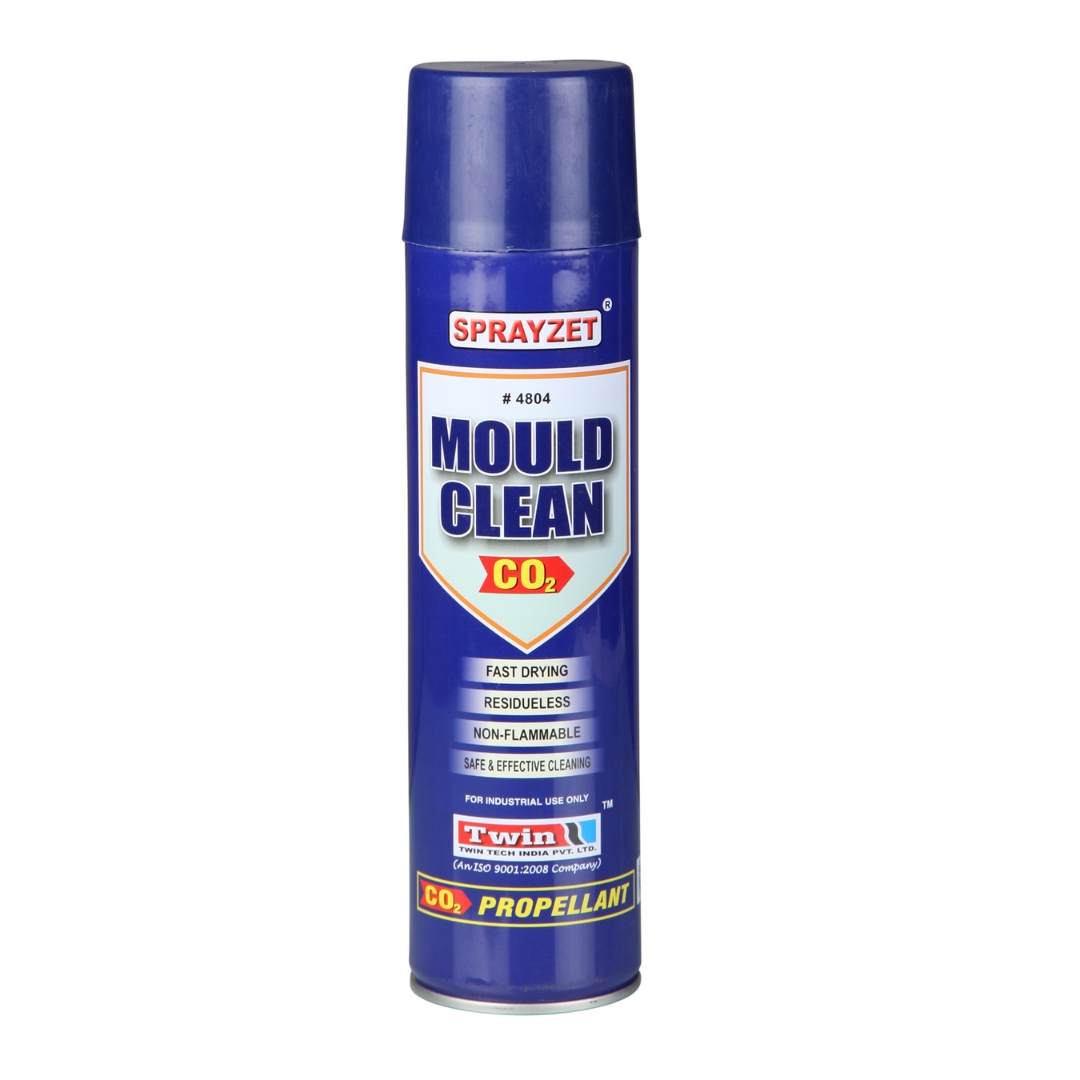 SPRAYZET ®
# 4804
MOULD
CLEAN
CO₂
FAST DRYING
RESIDUELESS
NON-FLAMMABLE
SAFE & EFFECTIVE CLEANING
FOR INDUSTRIAL USE ONLY
TM
Twin
TWIN TECH INDIA PVT. LTD.
(An ISO 9001:2008 Company)
CO₂ PROPELLANT